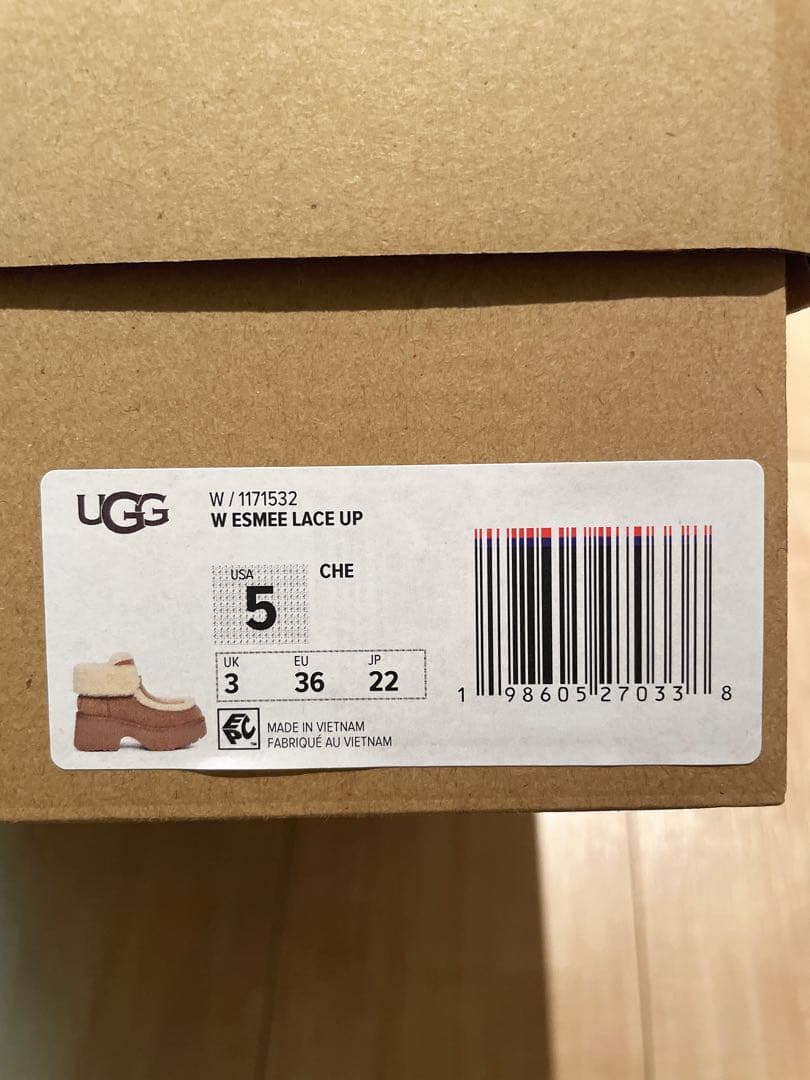 UGG
W / 1171532
W ESMEE LACE UP
USA
5
CHE
UK EU JP
3 36 22
EPC™
MADE IN VIETNAM
FABRIQUÉ AU VIETNAM
1 98605 27033 8